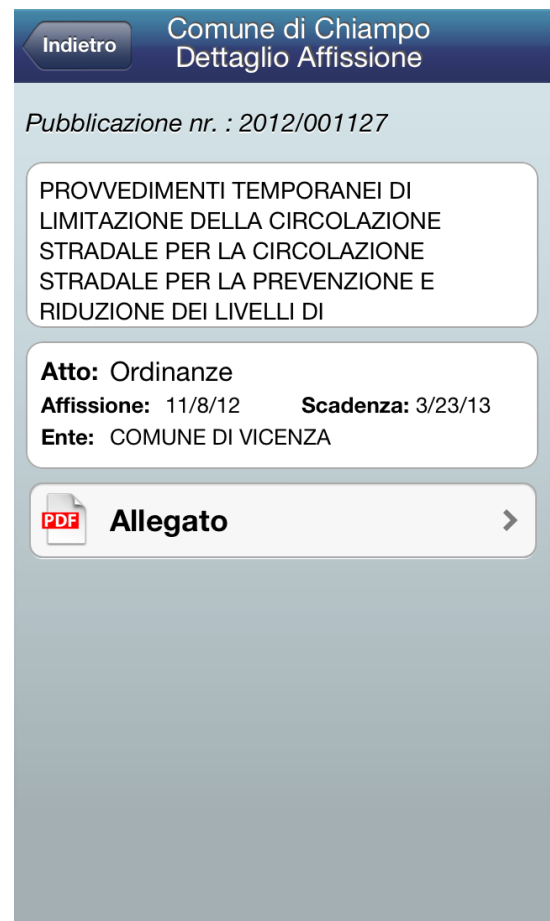 Indietro
Comune di Chiampo
Dettaglio Affissione
Pubblicazione nr. : 2012/001127
PROVVEDIMENTI TEMPORANEI DI
LIMITAZIONE DELLA CIRCOLAZIONE
STRADALE PER LA CIRCOLAZIONE
STRADALE PER LA PREVENZIONE E
RIDUZIONE DEI LIVELLI DI
Atto: Ordinanze
Affissione: 11/8/12 Scadenza: 3/23/13
Ente: COMUNE DI VICENZA
PDF Allegato